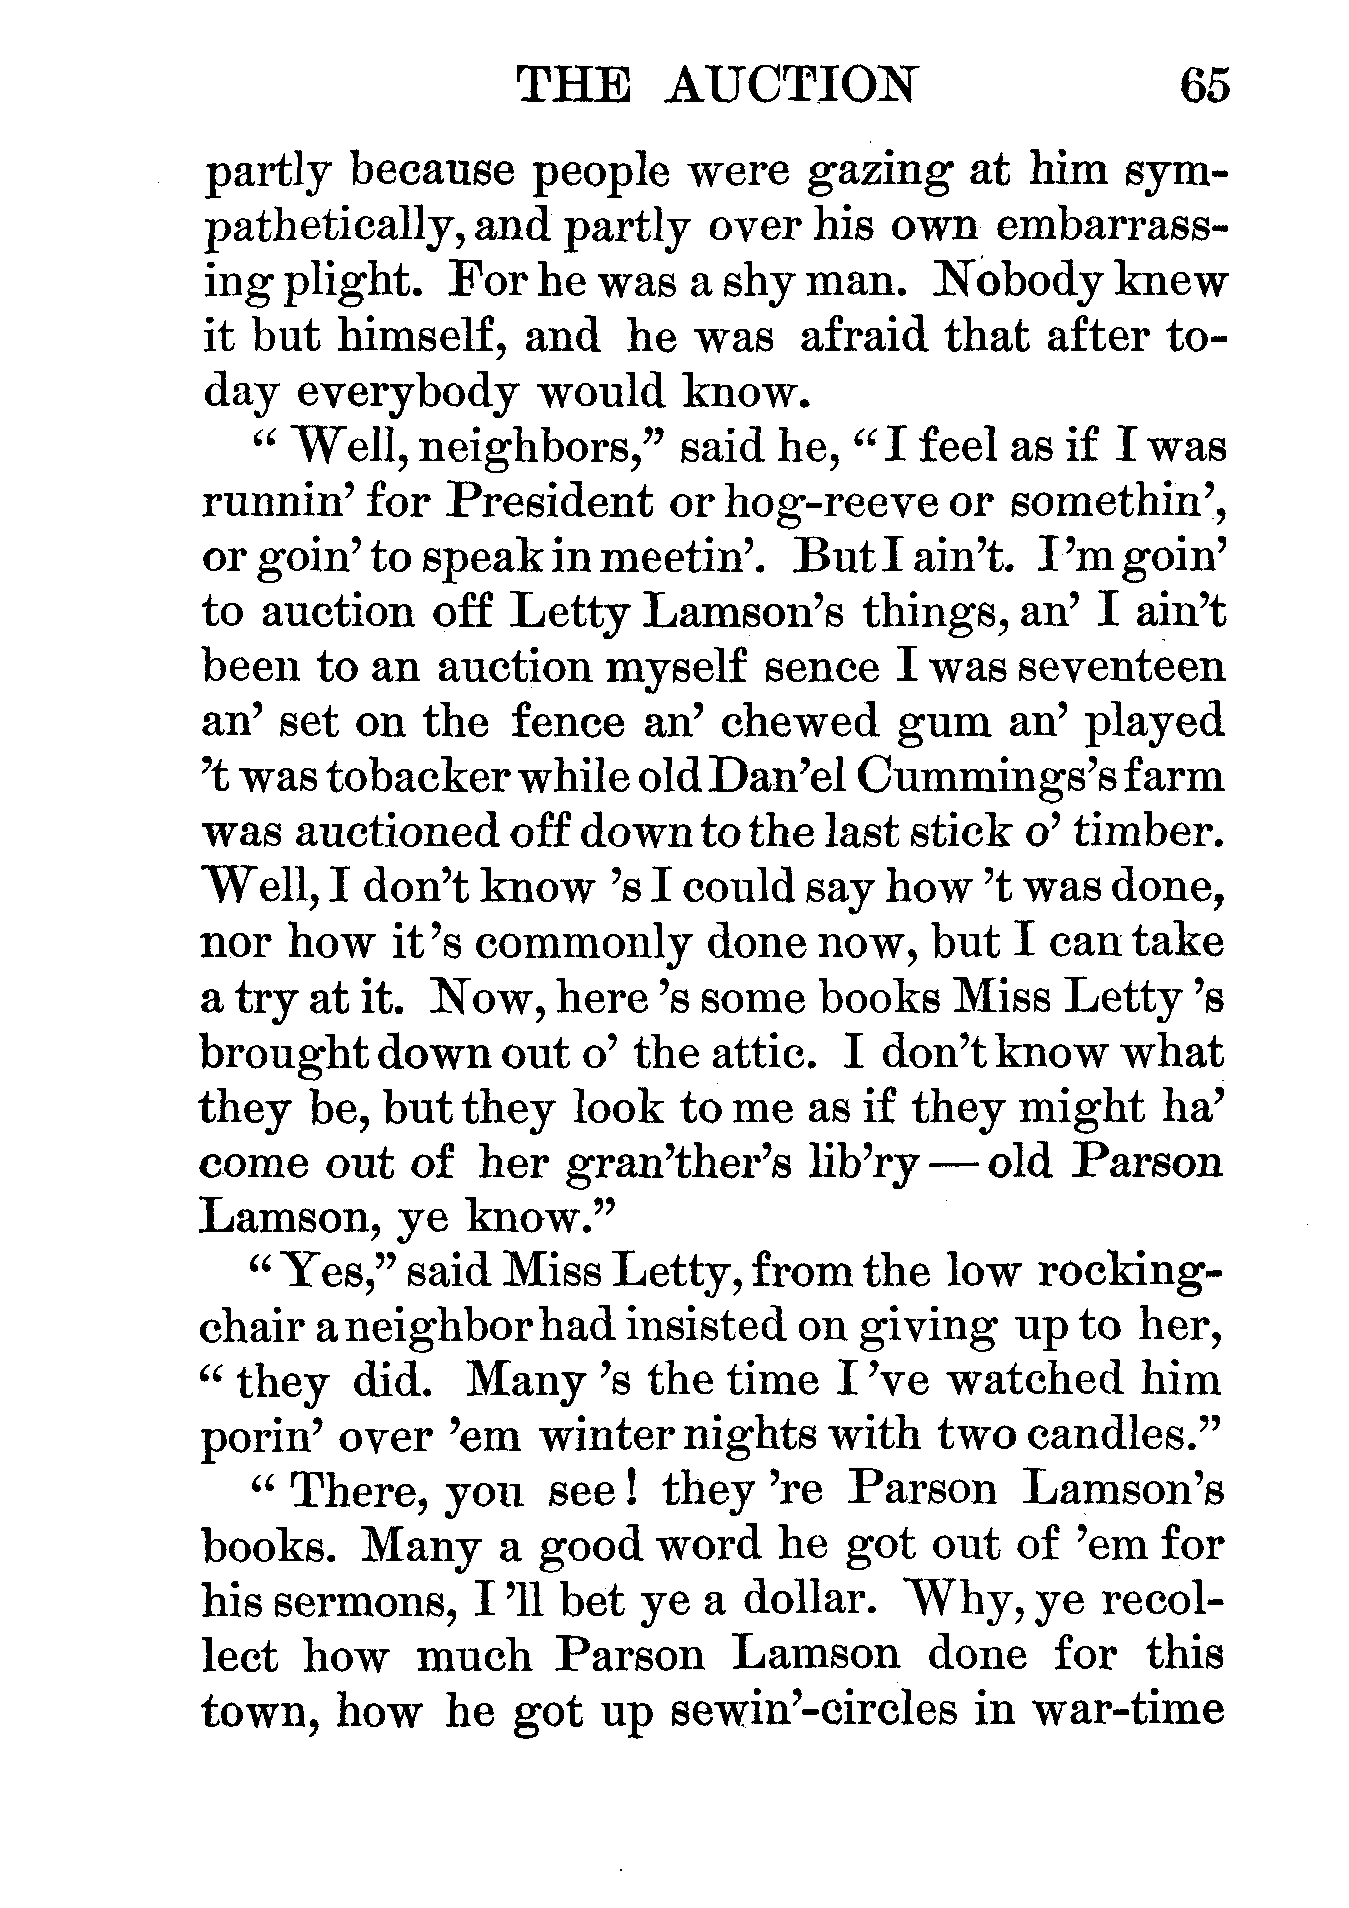 THE AUCTION 65
partly because people were gazing at him sym-
pathetically, and partly over his own embarrass-
ing plight. For he was a shy man. Nobody knew
it but himself, and he was afraid that after to-
day everybody would know.
“ Well, neighbors,” said he, “I feel as if I was
runnin’ for President or hog-reeve or somethin’,
or goin’ to speak in meetin’. But I ain’t. I ’m goin’
to auction off Letty Lamson’s things, an’ I ain’t
been to an auction myself sence I was seventeen
an’ set on the fence an’ chewed gum an’ played
’t was tobacker while old Dan’el Cummings’s farm
was auctioned off down to the last stick o’ timber.
Well, I don’t know ’s I could say how ’t was done,
nor how it ’s commonly done now, but I can take
a try at it. Now, here ’s some books Miss Letty ’s
brought down out o’ the attic. I don’t know what
they be, but they look to me as if they might ha’
come out of her gran’ther’s lib’ry — old Parson
Lamson, ye know.”
“ Yes,” said Miss Letty, from the low rocking-
chair a neighbor had insisted on giving up to her,
“ they did. Many ’s the time I ’ve watched him
porin’ over ’em winter nights with two candles.”
“ There, you see! they ’re Parson Lamson’s
books. Many a good word he got out of ’em for
his sermons, I ’ll bet ye a dollar. Why, ye recol-
lect how much Parson Lamson done for this
town, how he got up sewin’-circles in war-time